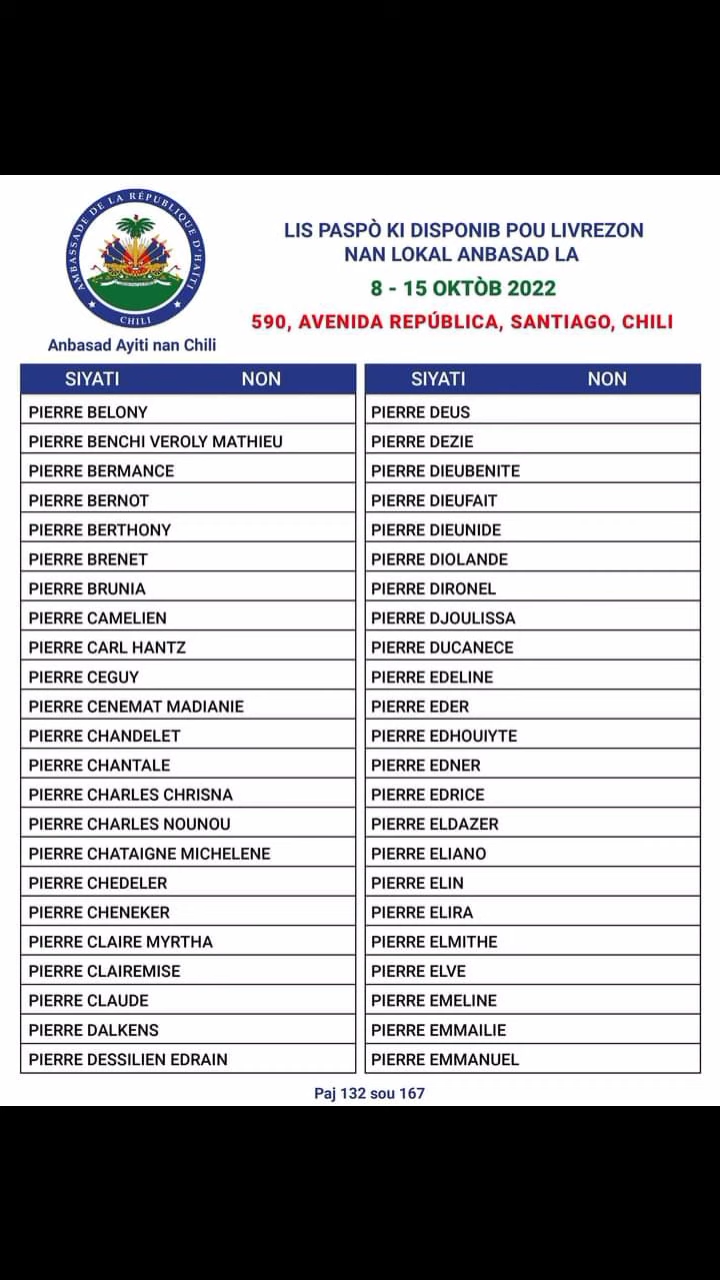 AMBASSADE DE LA RÉPUBLIQUE D'HAITI
CHILI
Anbasad Ayiti nan Chili
LIS PASPÒ KI DISPONIB POU LIVREZON
NAN LOKAL ANBASAD LA
8 - 15 OKTÒB 2022
590, AVENIDA REPÚBLICA, SANTIAGO, CHILI
SIYATI NON
PIERRE BELONY
PIERRE BENCHI VEROLY MATHIEU
PIERRE BERMANCE
PIERRE BERNOT
PIERRE BERTHONY
PIERRE BRENET
PIERRE BRUNIA
PIERRE CAMELIEN
PIERRE CARL HANTZ
PIERRE CEGUY
PIERRE CENEMAT MADIANIE
PIERRE CHANDELET
PIERRE CHANTALE
PIERRE CHARLES CHRISNA
PIERRE CHARLES NOUNOU
PIERRE CHATAIGNE MICHELENE
PIERRE CHEDELER
PIERRE CHENEKER
PIERRE CLAIRE MYRTHA
PIERRE CLAIREMISE
PIERRE CLAUDE
PIERRE DALKENS
PIERRE DESSILIEN EDRAIN
SIYATI NON
PIERRE DEUS
PIERRE DEZIE
PIERRE DIEUBENITE
PIERRE DIEUFAIT
PIERRE DIEUNIDE
PIERRE DIOLANDE
PIERRE DIRONEL
PIERRE DJOULISSA
PIERRE DUCANECE
PIERRE EDELINE
PIERRE EDER
PIERRE EDHOUIYTE
PIERRE EDNER
PIERRE EDRICE
PIERRE ELDAZER
PIERRE ELIANO
PIERRE ELIN
PIERRE ELIRA
PIERRE ELMITHE
PIERRE ELVE
PIERRE EMELINE
PIERRE EMMAILIE
PIERRE EMMANUEL
Paj 132 sou 167